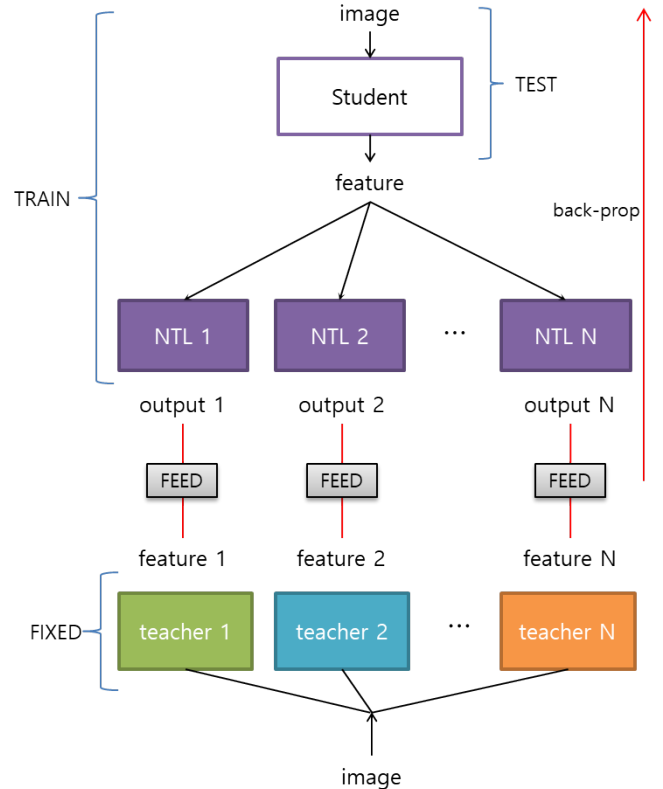 image
Student
TEST
feature
TRAIN
back-prop
NTL 1
NTL 2
...
NTL N
output 1
output 2
output N
FEED
FEED
FEED
feature 1
feature 2
feature N
FIXED
teacher 1
teacher 2
...
teacher N
image